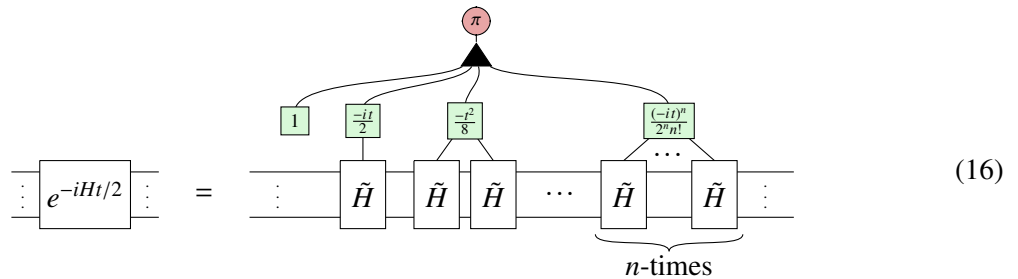 π
1 -it/2 -t²/8 (-it)ⁿ/2ⁿn!
⋯
e^{-iHt/2} = H̃ H̃ H̃ ⋯ H̃ H̃ (16)
n-times